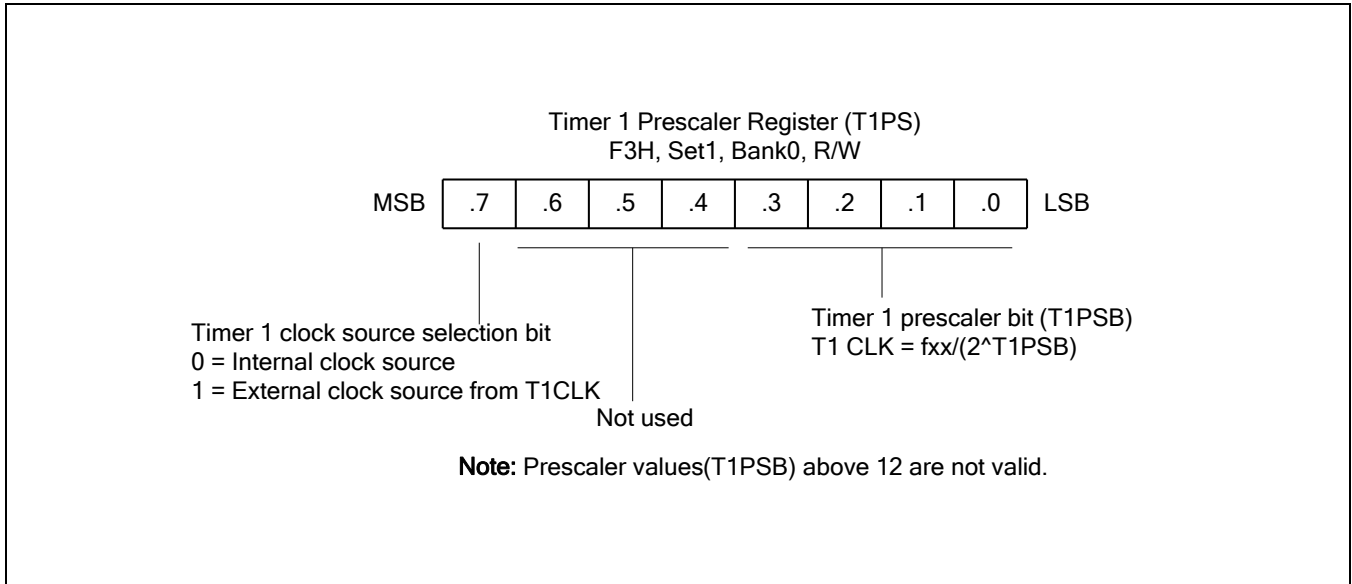 Timer 1 Prescaler Register (T1PS)
F3H, Set1, Bank0, R/W
MSB .7 .6 .5 .4 .3 .2 .1 .0 LSB
Timer 1 clock source selection bit
0 = Internal clock source
1 = External clock source from T1CLK
Not used
Timer 1 prescaler bit (T1PSB)
T1 CLK = fxx/(2^T1PSB)
Note: Prescaler values(T1PSB) above 12 are not valid.